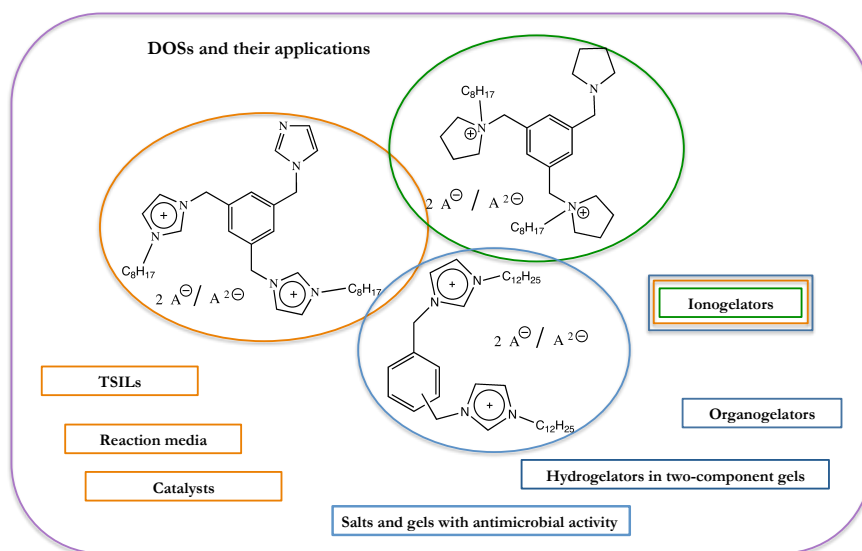 DOSs and their applications
N
C8H17
N
⊕
N
⊕
C8H17
2 A⊖ / A 2⊖
N
N
N
+
N
C8H17
N
+
N
C8H17
2 A⊖/ A 2⊖
N
+
N
C12H25
2 A⊖ / A 2⊖
N
+
N
C12H25
Ionogelators
TSILs
Organogelators
Reaction media
Hydrogelators in two-component gels
Catalysts
Salts and gels with antimicrobial activity